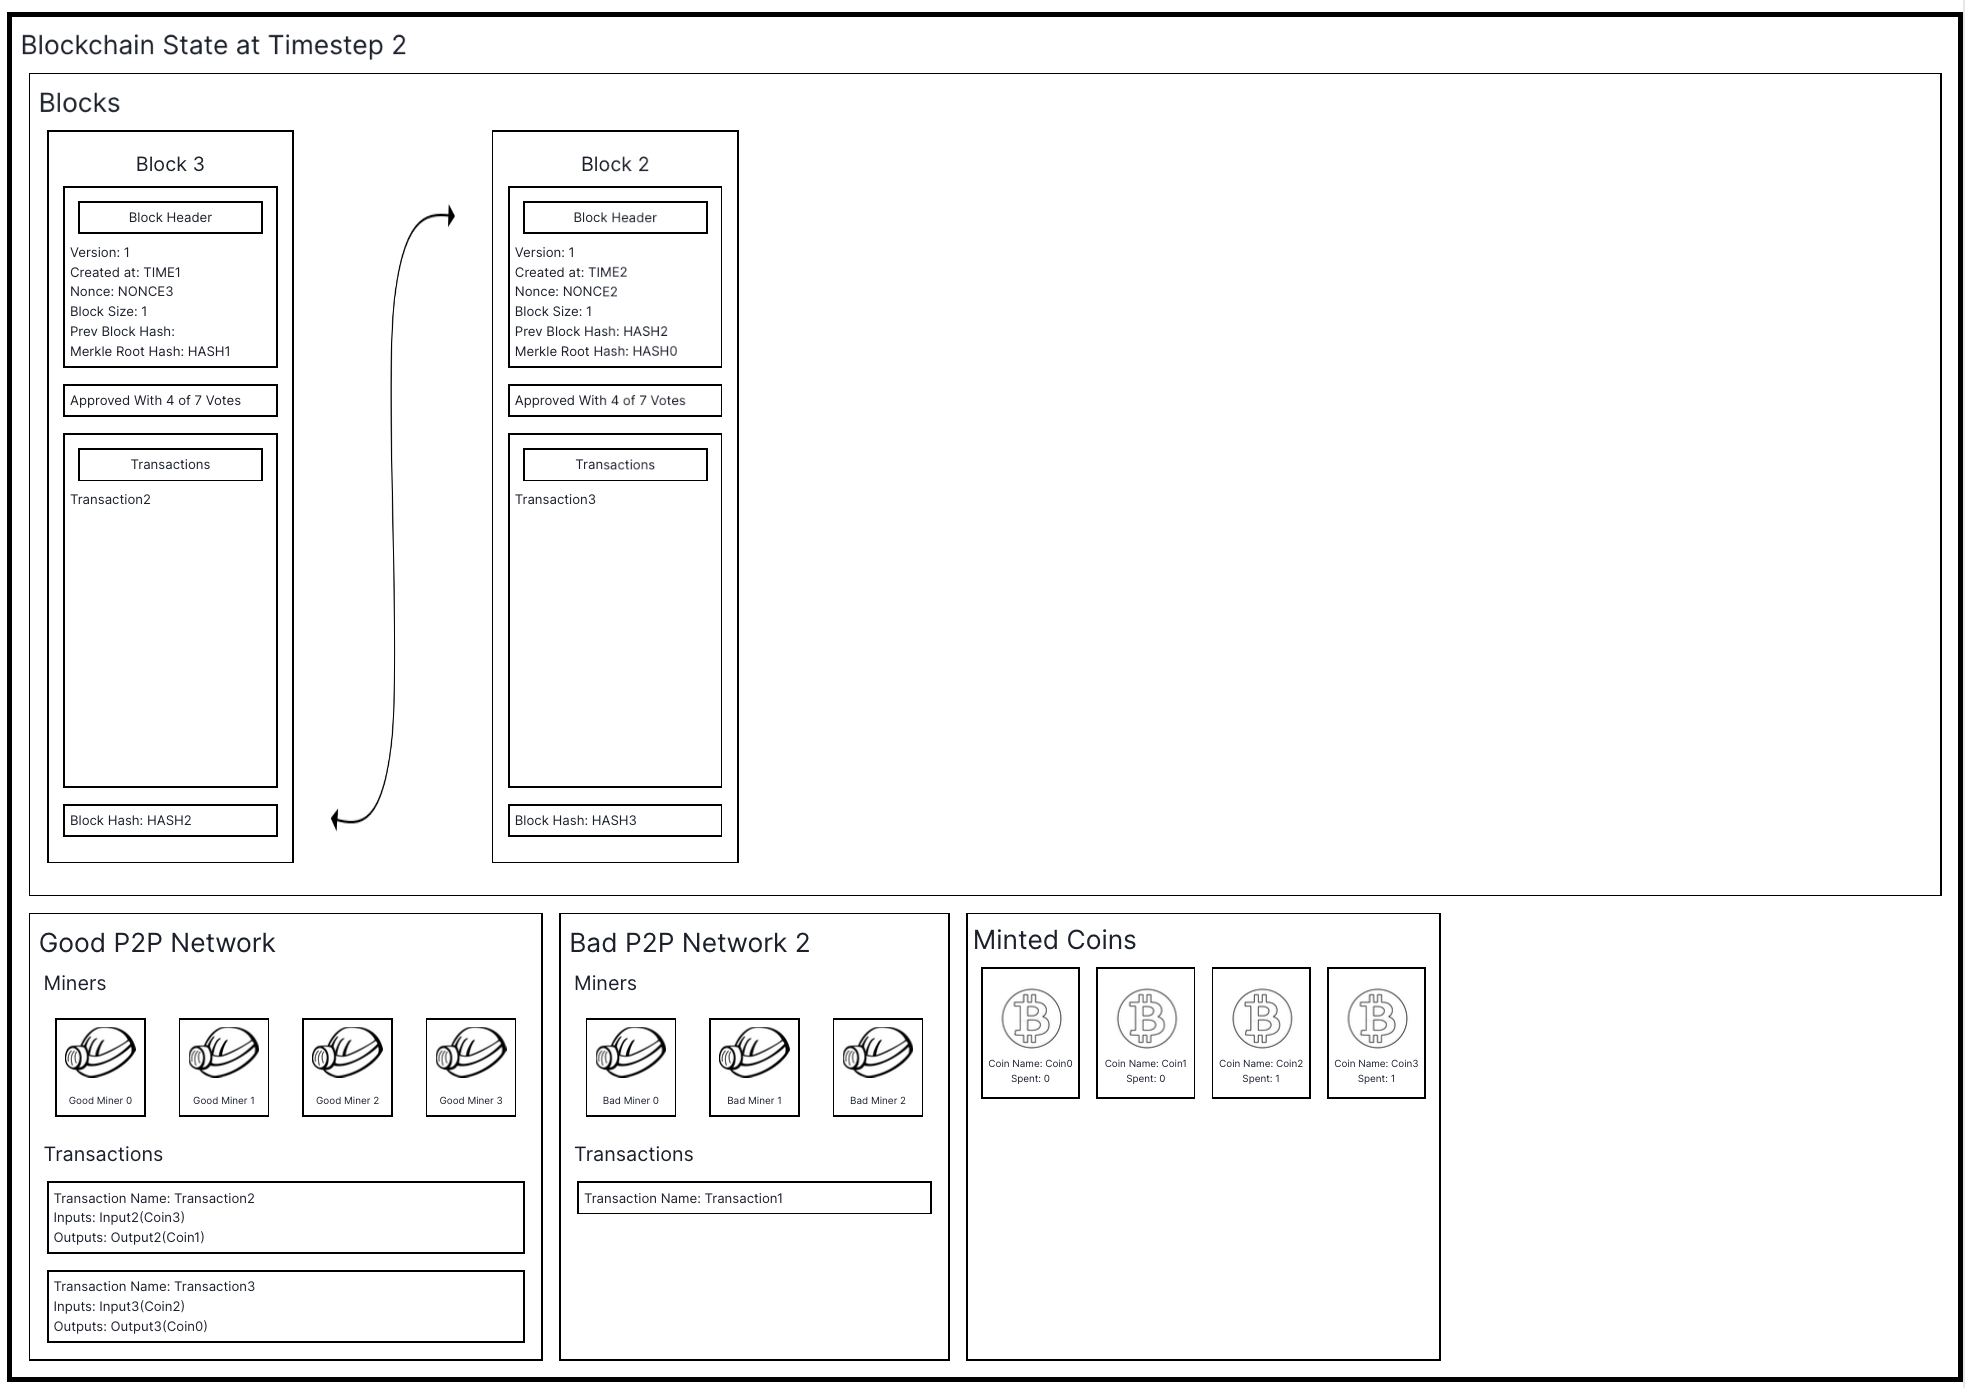 Blockchain State at Timestep 2
Blocks
Block 3
Block Header
Version: 1
Created at: TIME1
Nonce: NONCE3
Block Size: 1
Prev Block Hash:
Merkle Root Hash: HASH1
Approved With 4 of 7 Votes
Transactions
Transaction2
Block Hash: HASH2
Block 2
Block Header
Version: 1
Created at: TIME2
Nonce: NONCE2
Block Size: 1
Prev Block Hash: HASH2
Merkle Root Hash: HASH0
Approved With 4 of 7 Votes
Transactions
Transaction3
Block Hash: HASH3
Good P2P Network
Miners
Good Miner 0
Good Miner 1
Good Miner 2
Good Miner 3
Transactions
Transaction Name: Transaction2
Inputs: Input2(Coin3)
Outputs: Output2(Coin1)
Transaction Name: Transaction3
Inputs: Input3(Coin2)
Outputs: Output3(Coin0)
Bad P2P Network 2
Miners
Bad Miner 0
Bad Miner 1
Bad Miner 2
Transactions
Transaction Name: Transaction1
Minted Coins
Coin Name: Coin0
Spent: 0
Coin Name: Coin1
Spent: 0
Coin Name: Coin2
Spent: 1
Coin Name: Coin3
Spent: 1